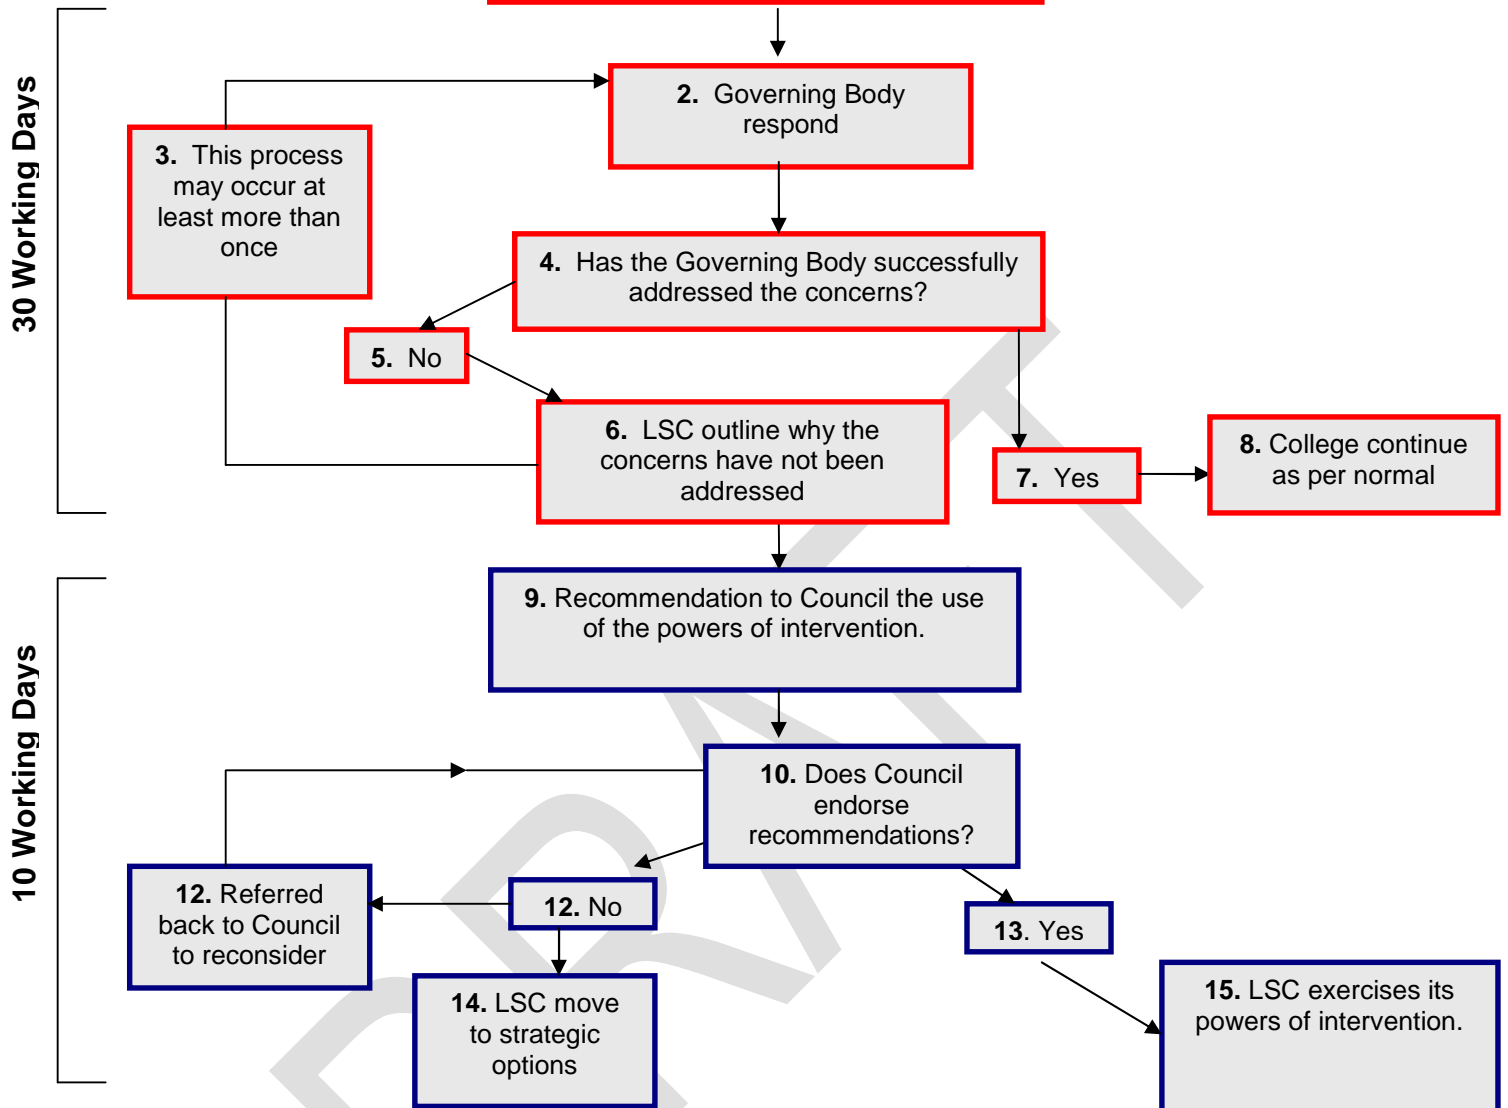 30 Working Days
2. Governing Body
respond
3. This process
may occur at
least more than
once
4. Has the Governing Body successfully
addressed the concerns?
5. No
6. LSC outline why the
concerns have not been
addressed
7. Yes
8. College continue
as per normal
10 Working Days
9. Recommendation to Council the use
of the powers of intervention.
10. Does Council
endorse
recommendations?
12. Referred
back to Council
to reconsider
12. No
13. Yes
14. LSC move
to strategic
options
15. LSC exercises its
powers of intervention.
DRAFT